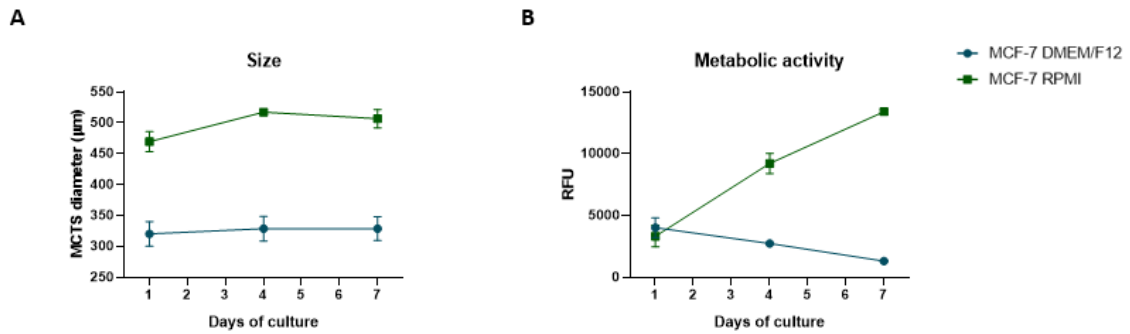 A
Size
550
500
450
400
350
300
250
MCTS diameter (µm)
1 2 3 4 5 6 7
Days of culture
B
Metabolic activity
15000
10000
5000
0
RFU
1 2 3 4 5 6 7
Days of culture
MCF-7 DMEM/F12
MCF-7 RPMI